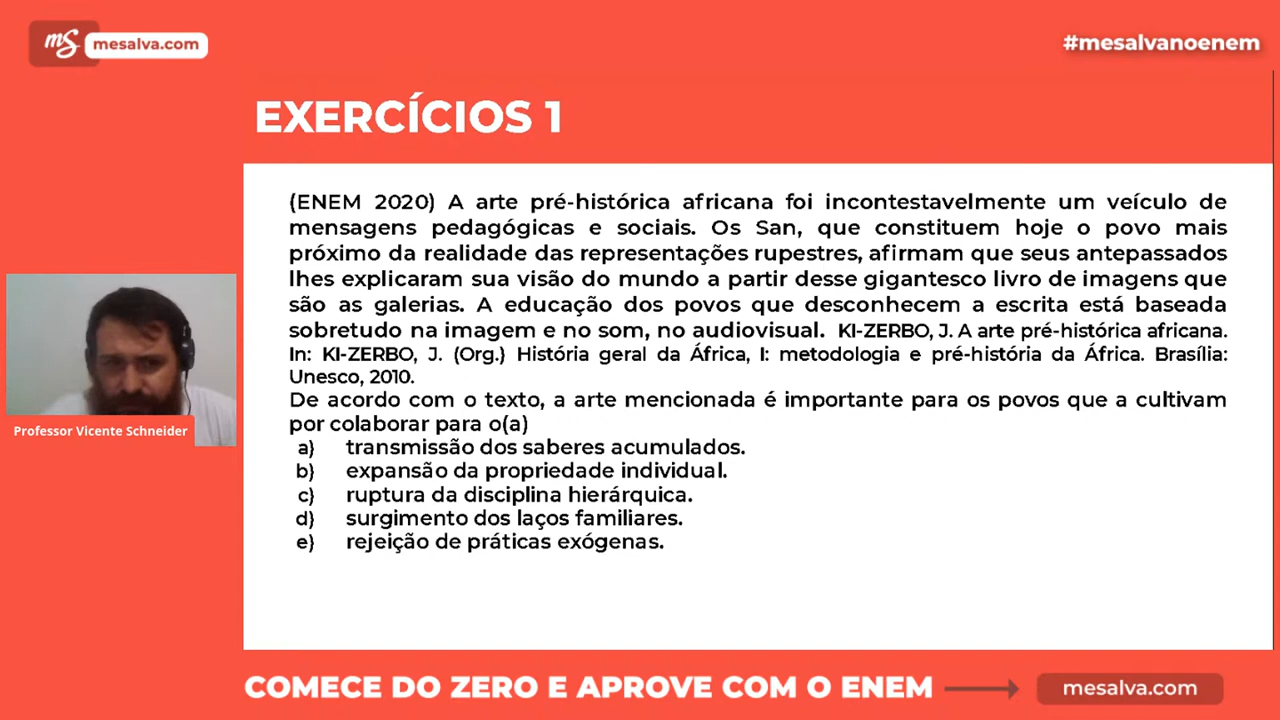 ms mesalva.com
#mesalvanoenem
EXERCÍCIOS 1
(ENEM 2020) A arte pré-histórica africana foi incontestavelmente um veículo de
mensagens pedagógicas e sociais. Os San, que constituem hoje o povo mais
próximo da realidade das representações rupestres, afirmam que seus antepassados
lhes explicaram sua visão do mundo a partir desse gigantesco livro de imagens que
são as galerias. A educação dos povos que desconhecem a escrita está baseada
sobretudo na imagem e no som, no audiovisual. KI-ZERBO, J. A arte pré-histórica africana.
In: KI-ZERBO, J. (Org.) História geral da África, I: metodologia e pré-história da África. Brasília:
Unesco, 2010.
De acordo com o texto, a arte mencionada é importante para os povos que a cultivam
por colaborar para o(a)
a) transmissão dos saberes acumulados.
b) expansão da propriedade individual.
c) ruptura da disciplina hierárquica.
d) surgimento dos laços familiares.
e) rejeição de práticas exógenas.
Professor Vicente Schneider
COMECE DO ZERO E APROVE COM O ENEM
mesalva.com